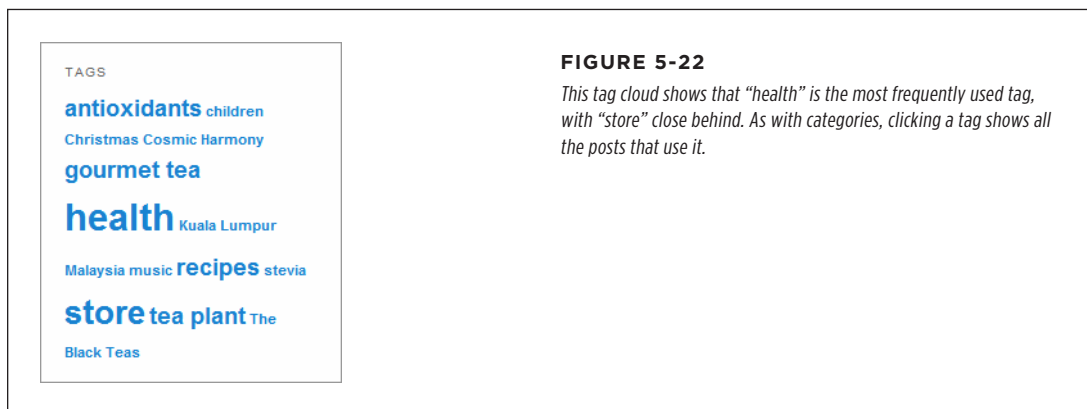 TAGS
antioxidants children
Christmas Cosmic Harmony
gourmet tea
health Kuala Lumpur
Malaysia music recipes stevia
store tea plant The
Black Teas
FIGURE 5-22
This tag cloud shows that “health” is the most frequently used tag,
with “store” close behind. As with categories, clicking a tag shows all
the posts that use it.